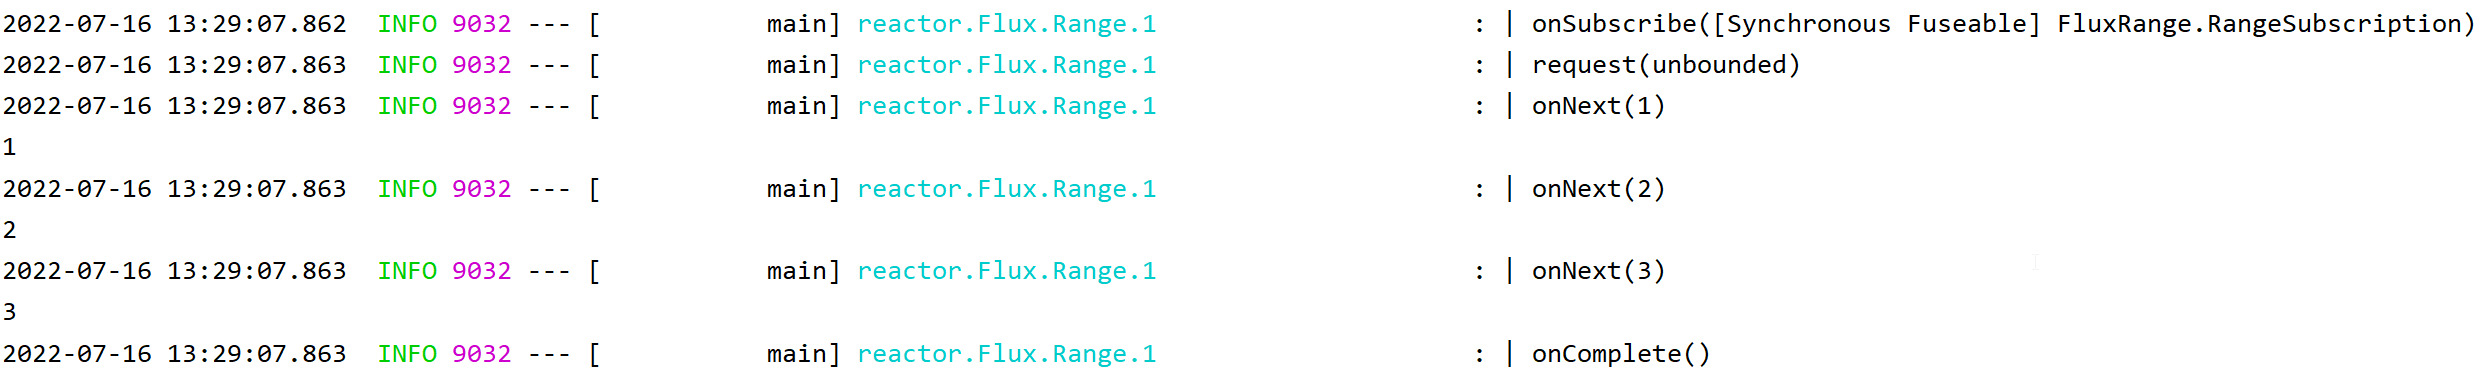 2022-07-16 13:29:07.862  INFO 9032 --- [           main] reactor.Flux.Range.1                     : | onSubscribe([Synchronous Fuseable] FluxRange.RangeSubscription)
2022-07-16 13:29:07.863  INFO 9032 --- [           main] reactor.Flux.Range.1                     : | request(unbounded)
2022-07-16 13:29:07.863  INFO 9032 --- [           main] reactor.Flux.Range.1                     : | onNext(1)
1
2022-07-16 13:29:07.863  INFO 9032 --- [           main] reactor.Flux.Range.1                     : | onNext(2)
2
2022-07-16 13:29:07.863  INFO 9032 --- [           main] reactor.Flux.Range.1                     : | onNext(3)
3
2022-07-16 13:29:07.863  INFO 9032 --- [           main] reactor.Flux.Range.1                     : | onComplete()